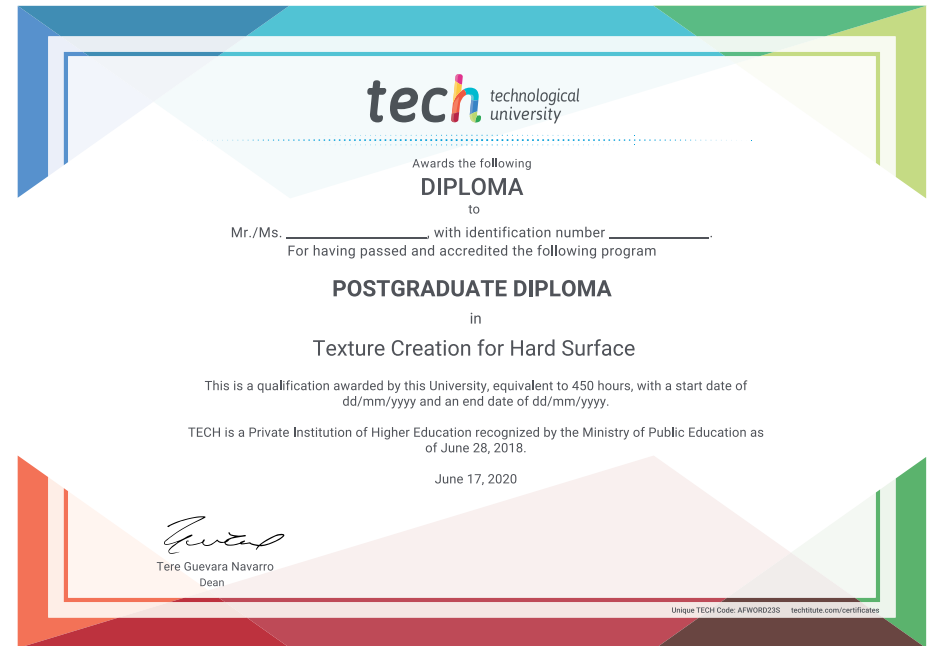 tech technological
university
Awards the following
DIPLOMA
to
Mr./Ms. ____________________, with identification number ______________.
For having passed and accredited the following program
POSTGRADUATE DIPLOMA
in
Texture Creation for Hard Surface
This is a qualification awarded by this University, equivalent to 450 hours, with a start date of
dd/mm/yyyy and an end date of dd/mm/yyyy.
TECH is a Private Institution of Higher Education recognized by the Ministry of Public Education as
of June 28, 2018.
June 17, 2020
Tere Guevara Navarro
Dean
Unique TECH Code: AFWORD23S techtitute.com/certificates